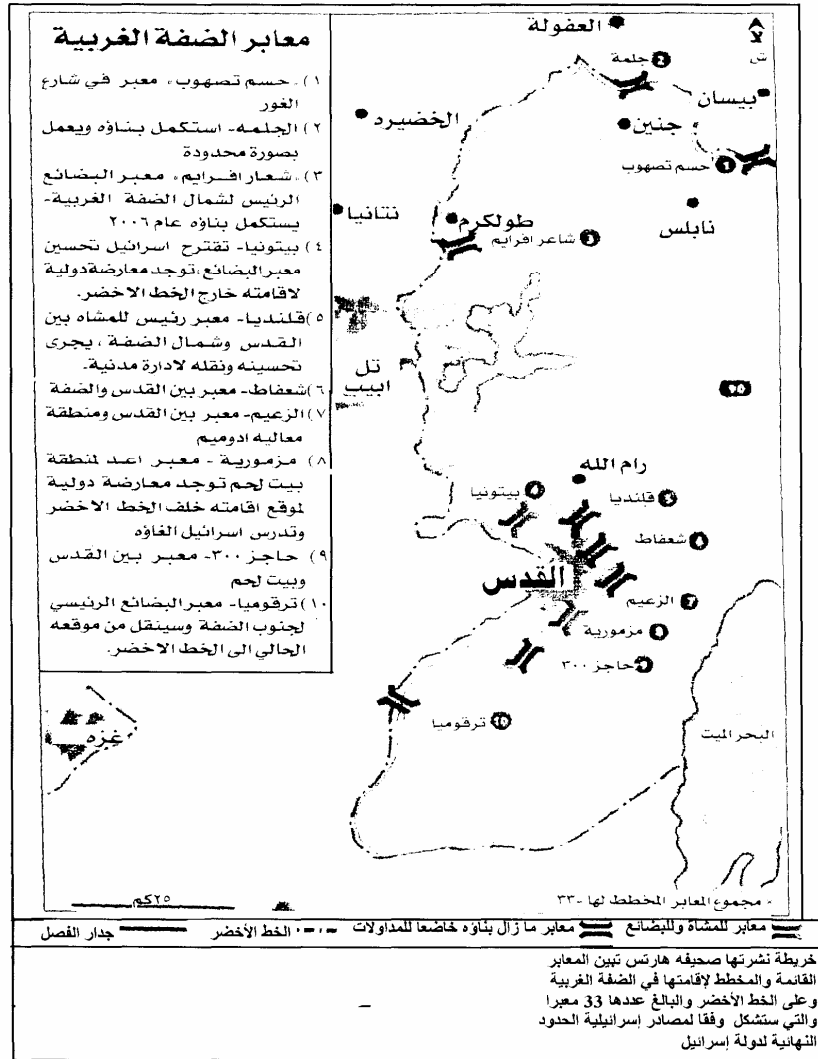 معابر الضفة الغربية
١) «حسم تصهوب» معبر في شارع
الغور
٢) الجلمه- استكمل بناؤه ويعمل
بصورة محدودة
٣) «شعار افرايم» معبر البضائع
الرئيس لشمال الضفة الغربية-
يستكمل بناؤه عام ٢٠٠٦
٤) بيتونيا- تقترح اسرائيل تحسين
معبر البضائع، توجد معارضة دولية
لاقامته خارج الخط الاخضر.
٥) قلنديا- معبر رئيس للمشاه بين
القدس وشمال الضفة ، يجرى
تحسينه ونقله لادارة مدنية.
٦) شعفاط- معبر بين القدس والضفة
٧) الزعيم- معبر بين القدس ومنطقة
معاليه ادوميم
٨) مزمورية - معبر اعد لمنطقة
بيت لحم توجد معارضة دولية
لموقع اقامته خلف الخط الاخضر
وتدرس اسرائيل الغاؤه
٩) حاجز ٣٠٠- معبر بين القدس
وبيت لحم
١٠) ترقوميا- معبر البضائع الرئيسي
لجنوب الضفة وسينقل من موقعه
الحالي الى الخط الاخضر.
العفولة
ش
جلمة
بيسان
الخضيره
جنين
حسم تصهوب
نتانيا
طولكرم
نابلس
شاعر افرايم
تل
ابيب
رام الله
بيتونيا
قلنديا
شعفاط
القدس
الزعيم
مزمورية
حاجز ٣٠٠
ترقوميا
غزه
البحر الميت
٢٥كم
مجموع المعابر المخطط لها -٣٣
معابر للمشاة وللبضائع
معابر ما زال بناؤه خاضعا للمداولات
الخط الأخضر
جدار الفصل
خريطة نشرتها صحيفه هارتس تبين المعابر
القائمة والمخطط لإقامتها في الضفة الغربية
وعلى الخط الأخضر والبالغ عددها 33 معبرا
والتي ستشكل وفقا لمصادر إسرائيلية الحدود
النهائية لدولة إسرائيل